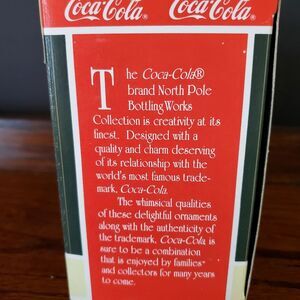 Coca-Cola® Coca-Cola®
The Coca-Cola®
brand North Pole
Bottling Works
Collection is creativity at its
finest. Designed with a
quality and charm deserving
of its relationship with the
world's most famous trade-
mark, Coca-Cola.
The whimsical qualities
of these delightful ornaments
along with the authenticity of
the trademark, Coca-Cola, is
sure to be a combination
that is enjoyed by families
and collectors for many years
to come.